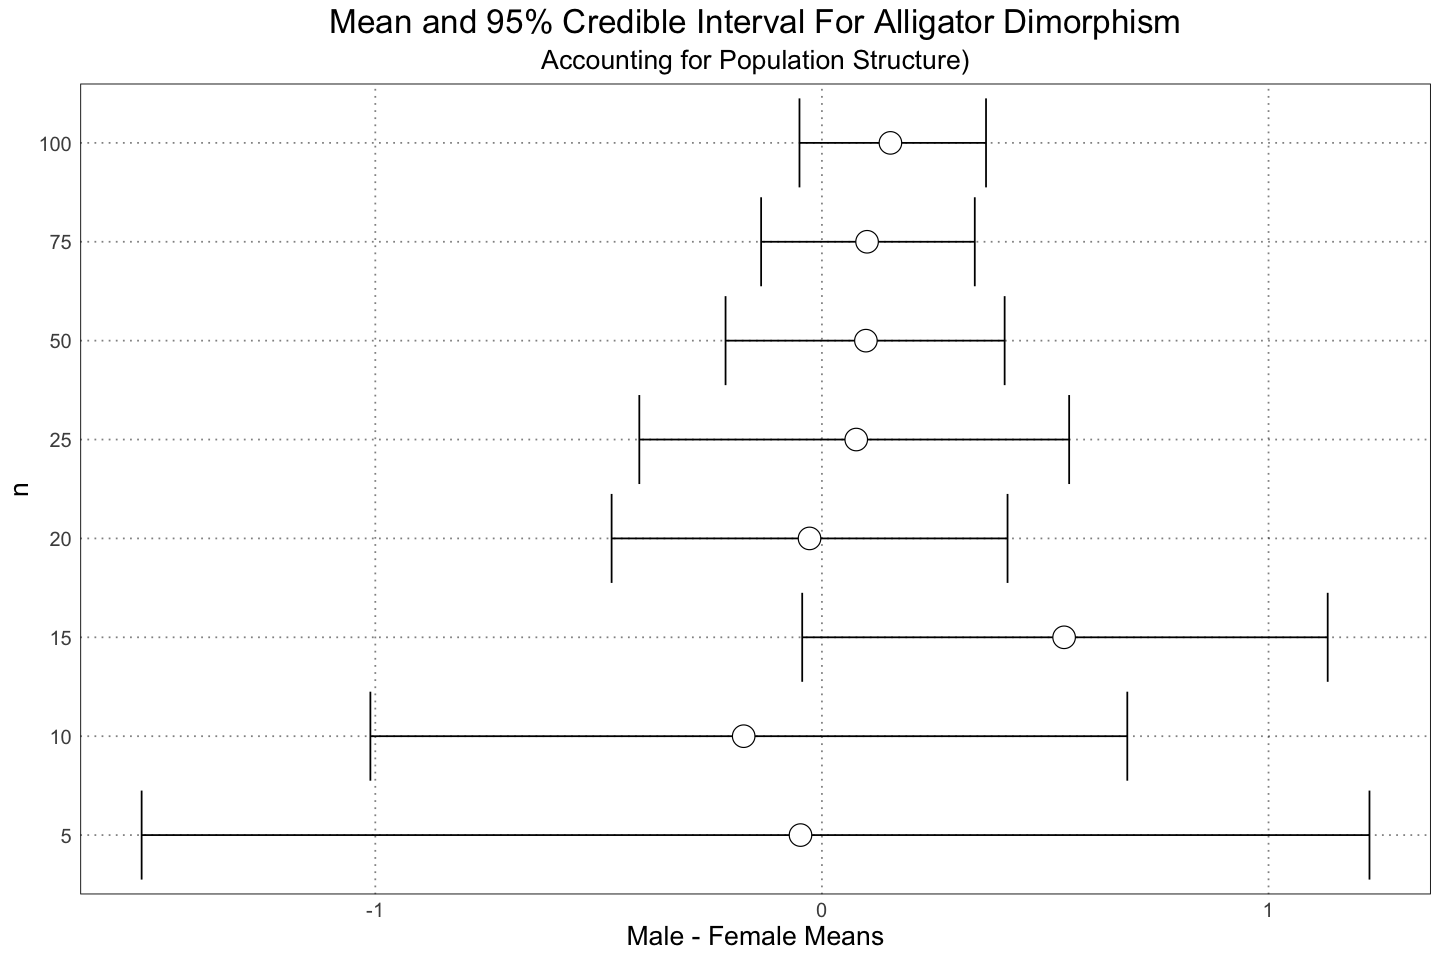 Mean and 95% Credible Interval For Alligator Dimorphism
Accounting for Population Structure)
100
75
50
25
20
15
10
5
n
-1 0 1
Male - Female Means